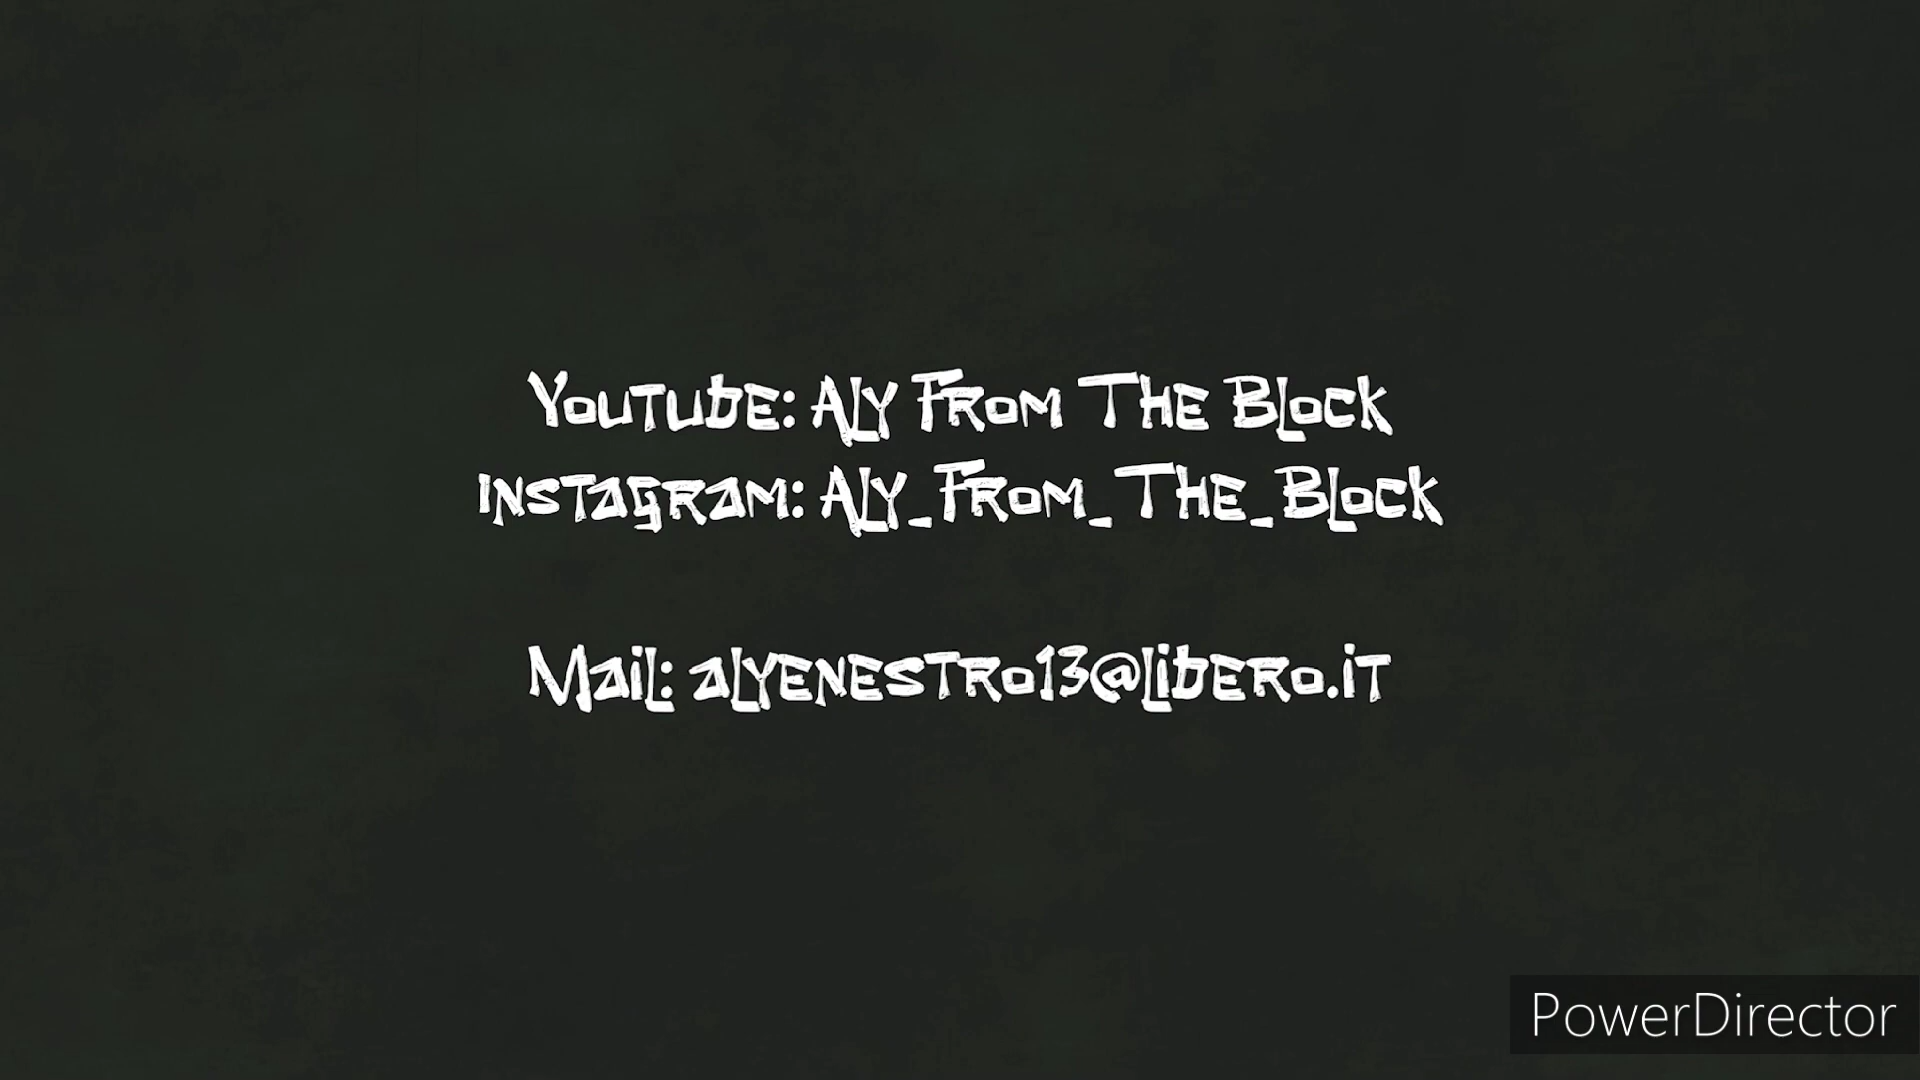 Youtube: Aly From The Block
Instagram: Aly_From_The_Block
Mail: alyenestro13@libero.it
PowerDirector